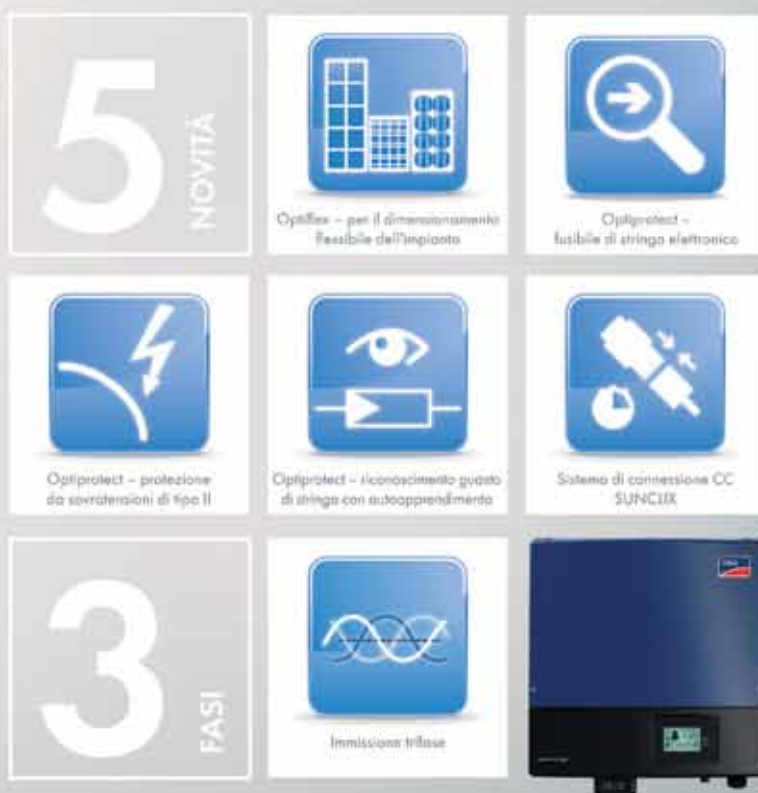 5
NOVITÀ
Optiflex – per il dimensionamento
flessibile dell'impianto
Optiprotect –
fusibile di stringa elettronico
Optiprotect – protezione
da sovratensioni di tipo II
Optiprotect – riconoscimento guasto
di stringa con autoapprendimento
Sistema di connessione CC
SUNCLIX
3
FASI
Immissione trifase
SMA